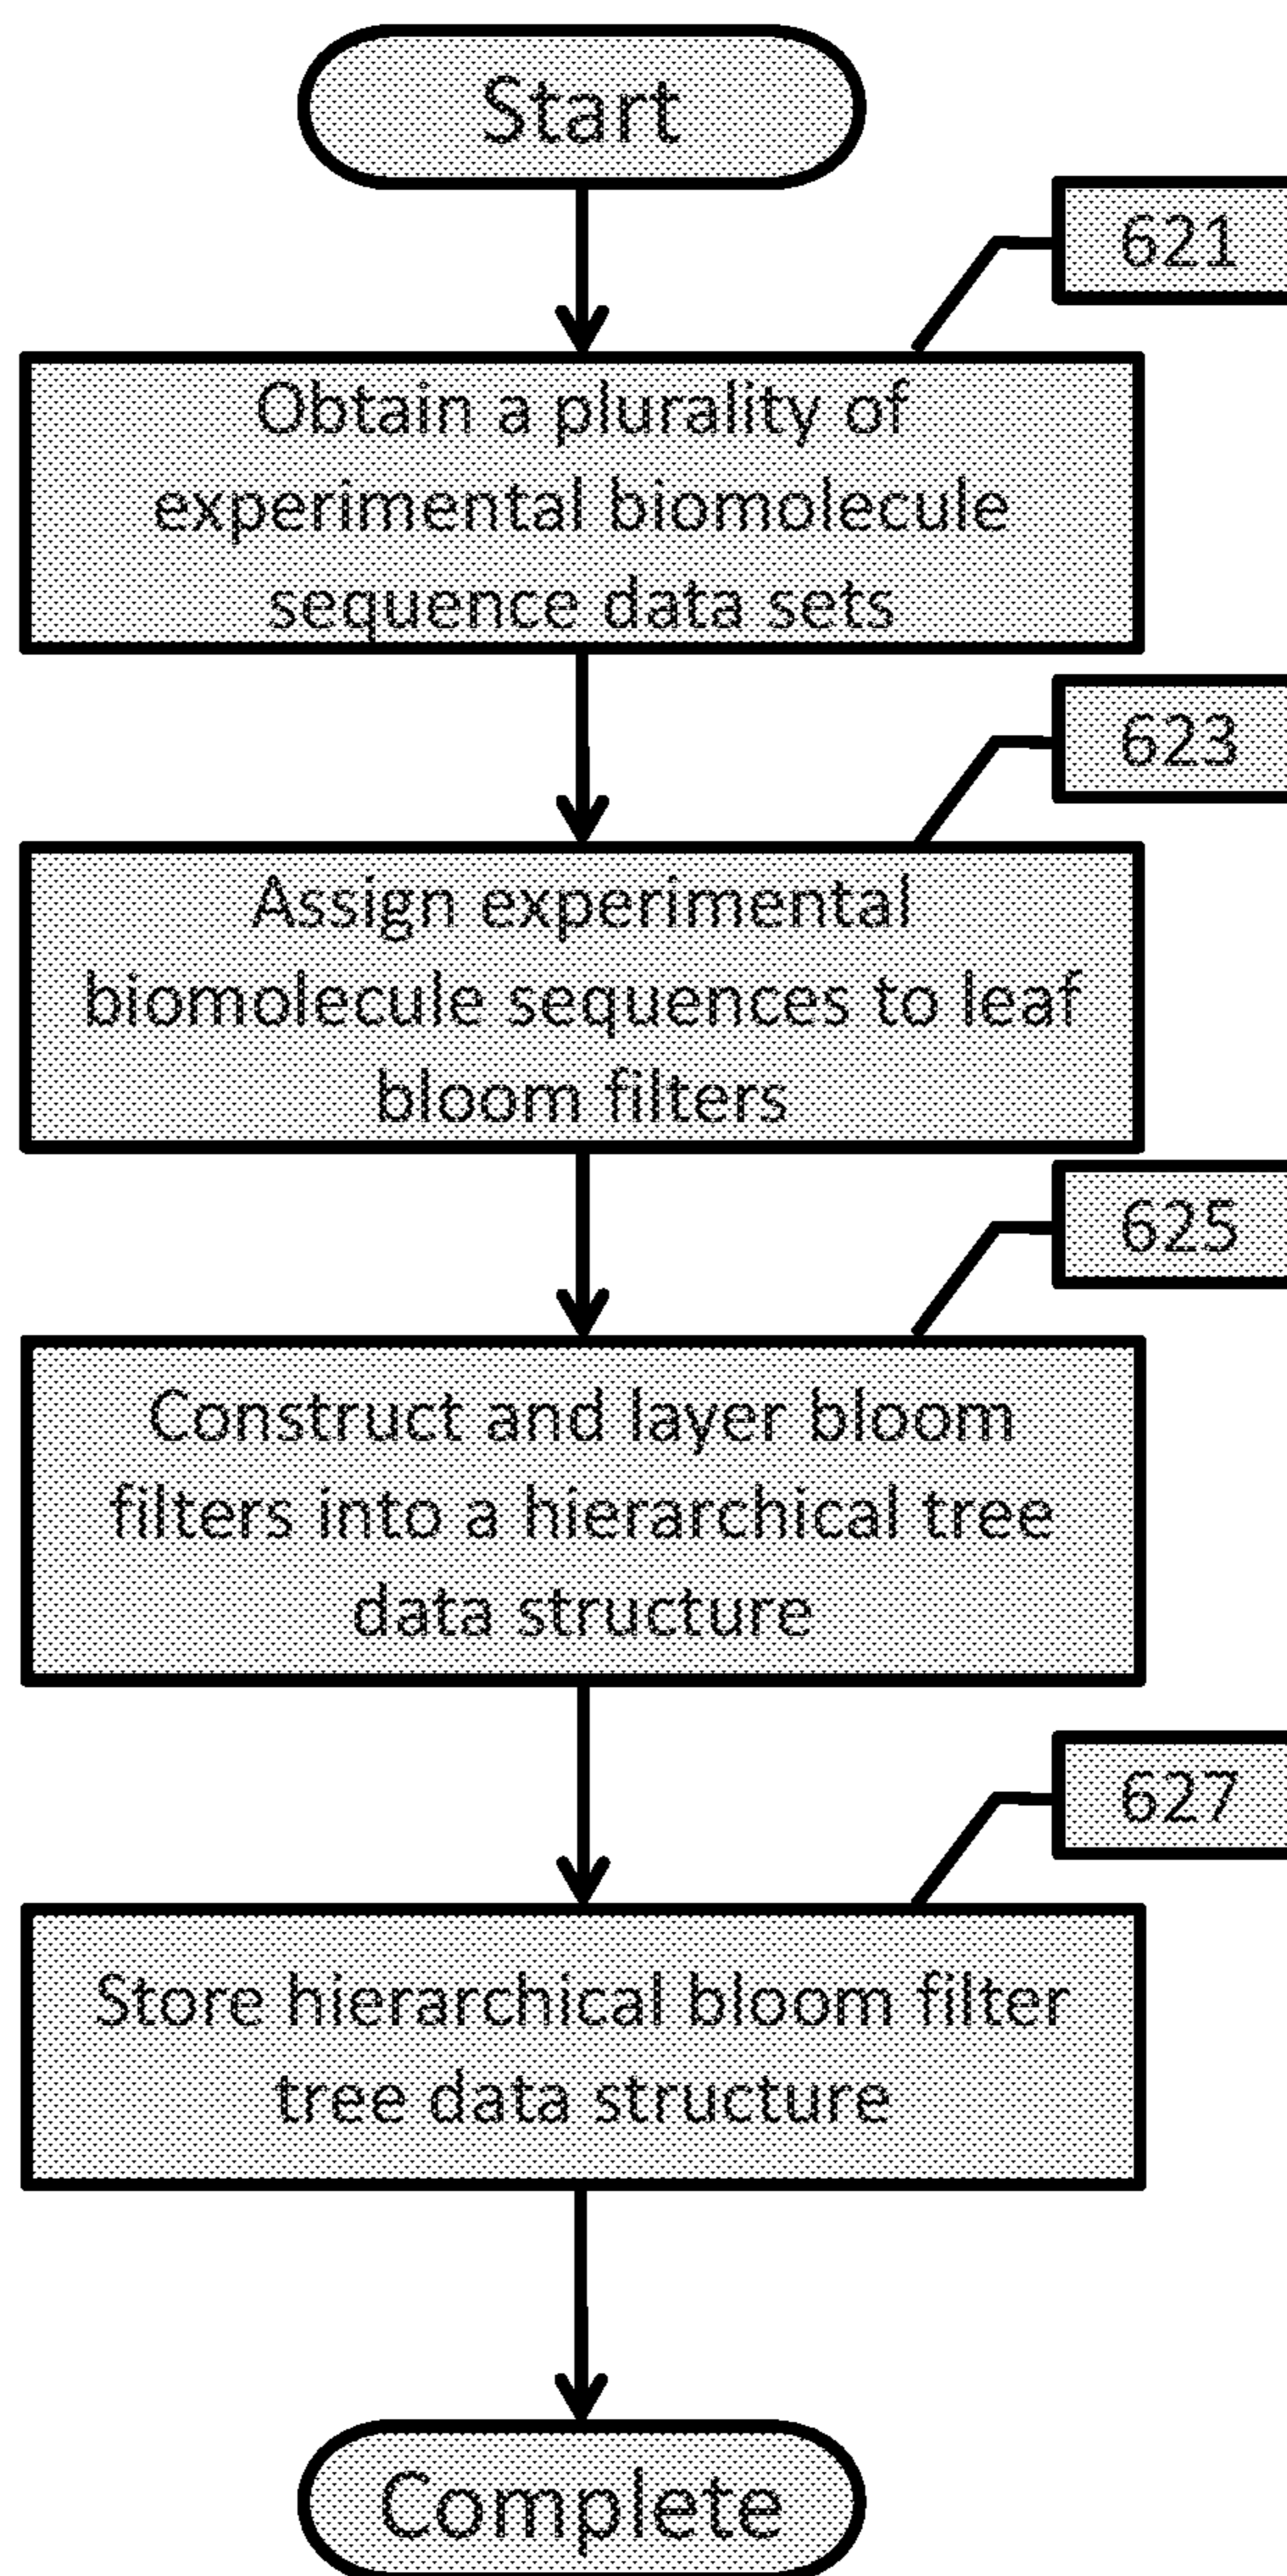 Start
621
Obtain a plurality of
experimental biomolecule
sequence data sets
623
Assign experimental
biomolecule sequences to leaf
bloom filters
625
Construct and layer bloom
filters into a hierarchical tree
data structure
627
Store hierarchical bloom filter
tree data structure
Complete